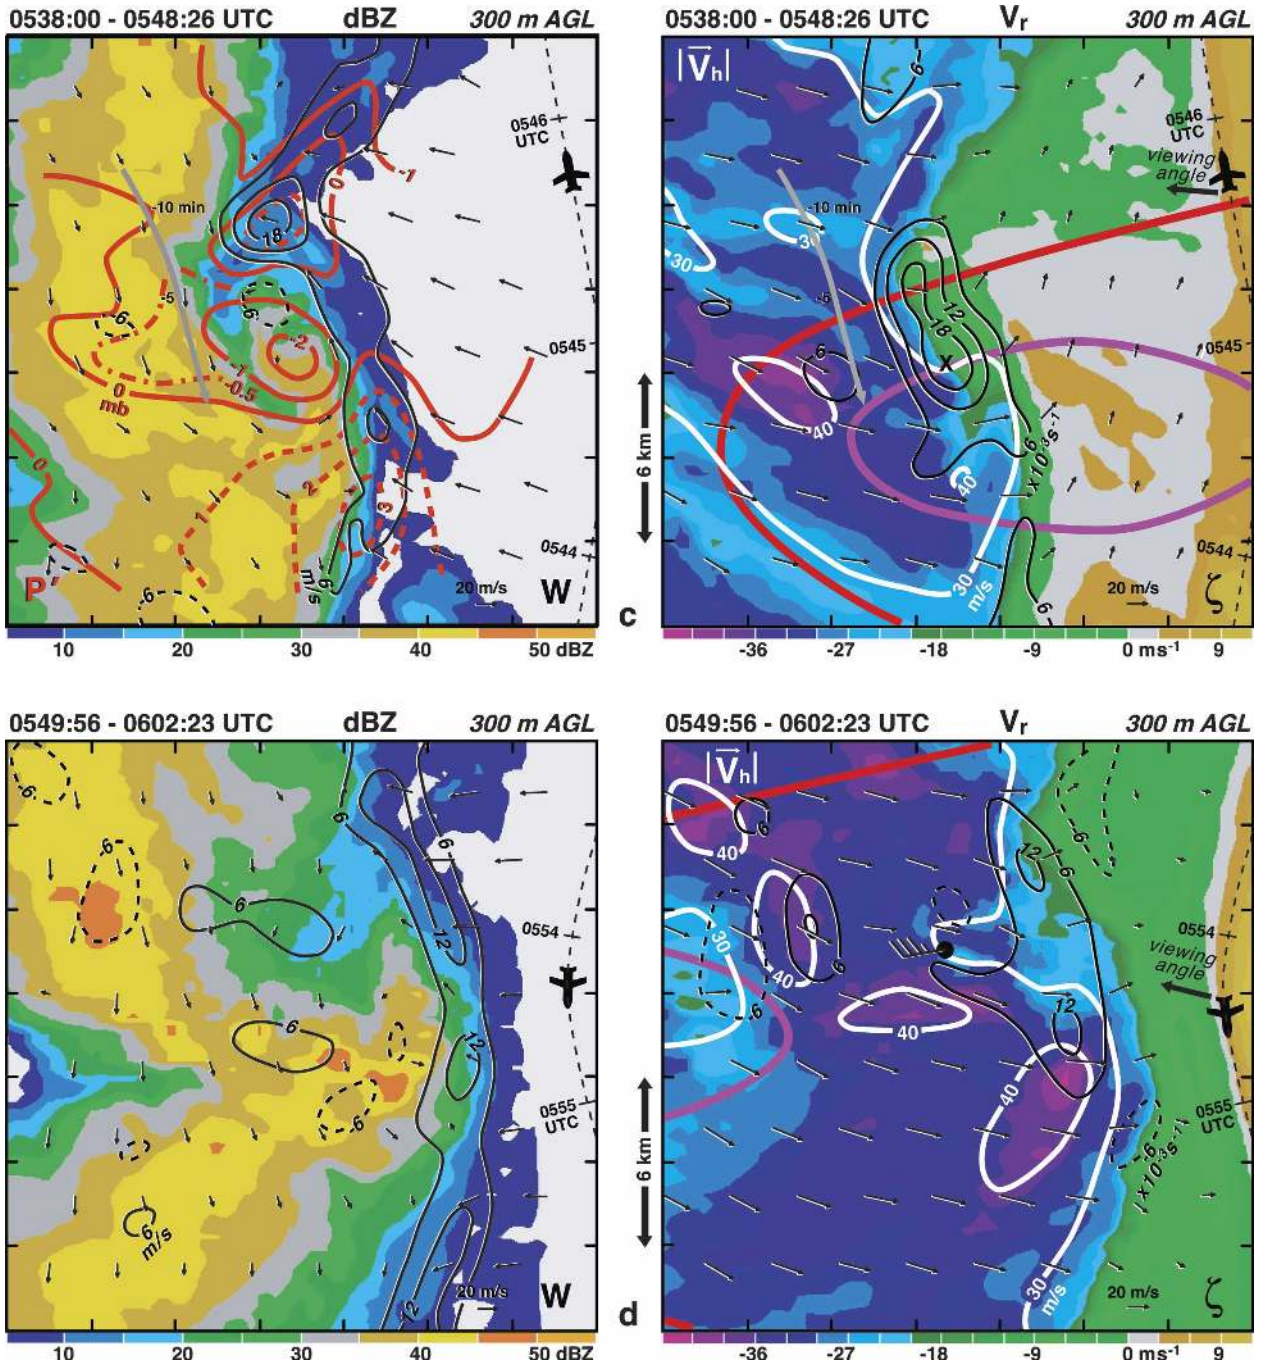 0538:00 - 0548:26 UTC dBZ 300 m AGL
-1
0
18
-10 min
-5
-6
-6
-2
-1
-0.5
0
mb
0
1
2
3
-7
-6
6
m/s
P
20 m/s
W
0546
UTC
0545
0544
10 20 30 40 50 dBZ
c
0538:00 - 0548:26 UTC Vr 300 m AGL
|Vh|
6
30
30
-10 min
-5
12
18
X
-6
40
40
6
x10-3s-1
30
m/s
6
0546
UTC
viewing
angle
0545
0544
20 m/s
ζ
6 km
-36 -27 -18 -9 0 ms-1 9
0549:56 - 0602:23 UTC dBZ 300 m AGL
-6
-6
6
6
6
12
6
12
-6
6
m/s
12
20 m/s
W
0554
0555
UTC
10 20 30 40 50 dBZ
d
0549:56 - 0602:23 UTC Vr 300 m AGL
|Vh|
40
6
12
6
-6
30
40
6
-6
40
12
40
-6
x10-3s-1
30
m/s
0554
viewing
angle
0555
UTC
20 m/s
ζ
6 km
-36 -27 -18 -9 0 ms-1 9